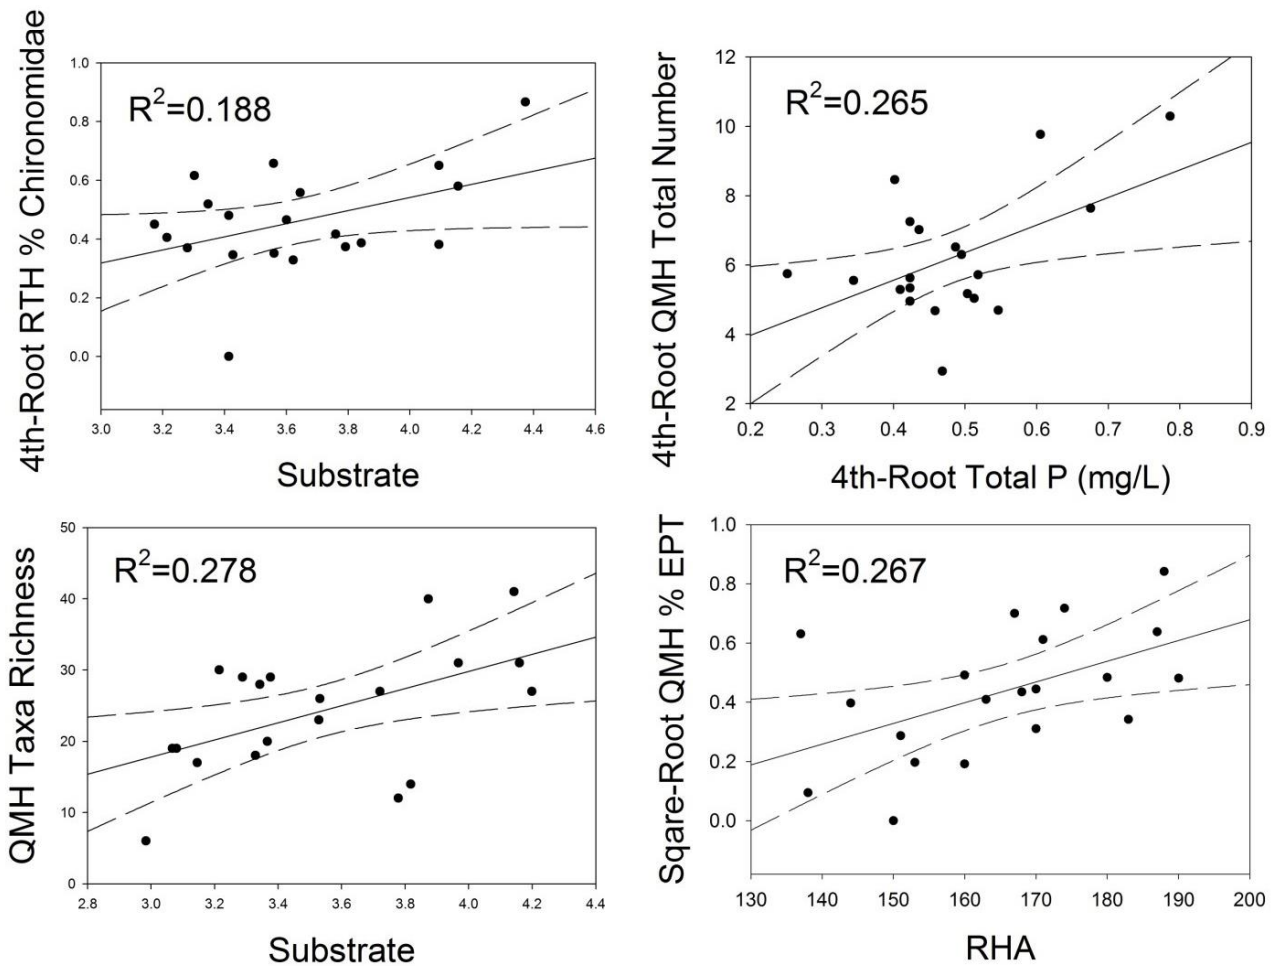 4th-Root RTH % Chironomidae
1.0
0.8
0.6
0.4
0.2
0.0
R²=0.188
3.0 3.2 3.4 3.6 3.8 4.0 4.2 4.4 4.6
Substrate
4th-Root QMH Total Number
12
10
8
6
4
2
R²=0.265
0.2 0.3 0.4 0.5 0.6 0.7 0.8 0.9
4th-Root Total P (mg/L)
QMH Taxa Richness
50
40
30
20
10
0
R²=0.278
2.8 3.0 3.2 3.4 3.6 3.8 4.0 4.2 4.4
Substrate
Sqare-Root QMH % EPT
1.0
0.8
0.6
0.4
0.2
0.0
R²=0.267
130 140 150 160 170 180 190 200
RHA